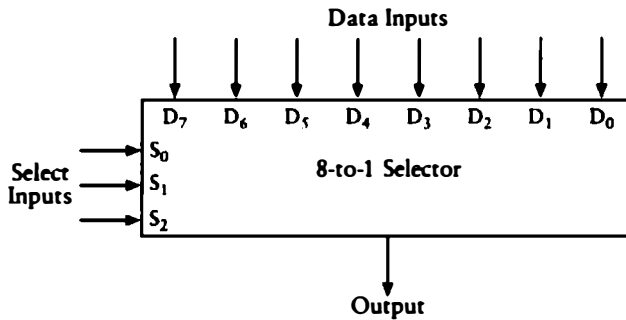 Data Inputs
D₇ D₆ D₅ D₄ D₃ D₂ D₁ D₀
S₀
8-to-1 Selector
Select
Inputs
S₁
S₂
Output